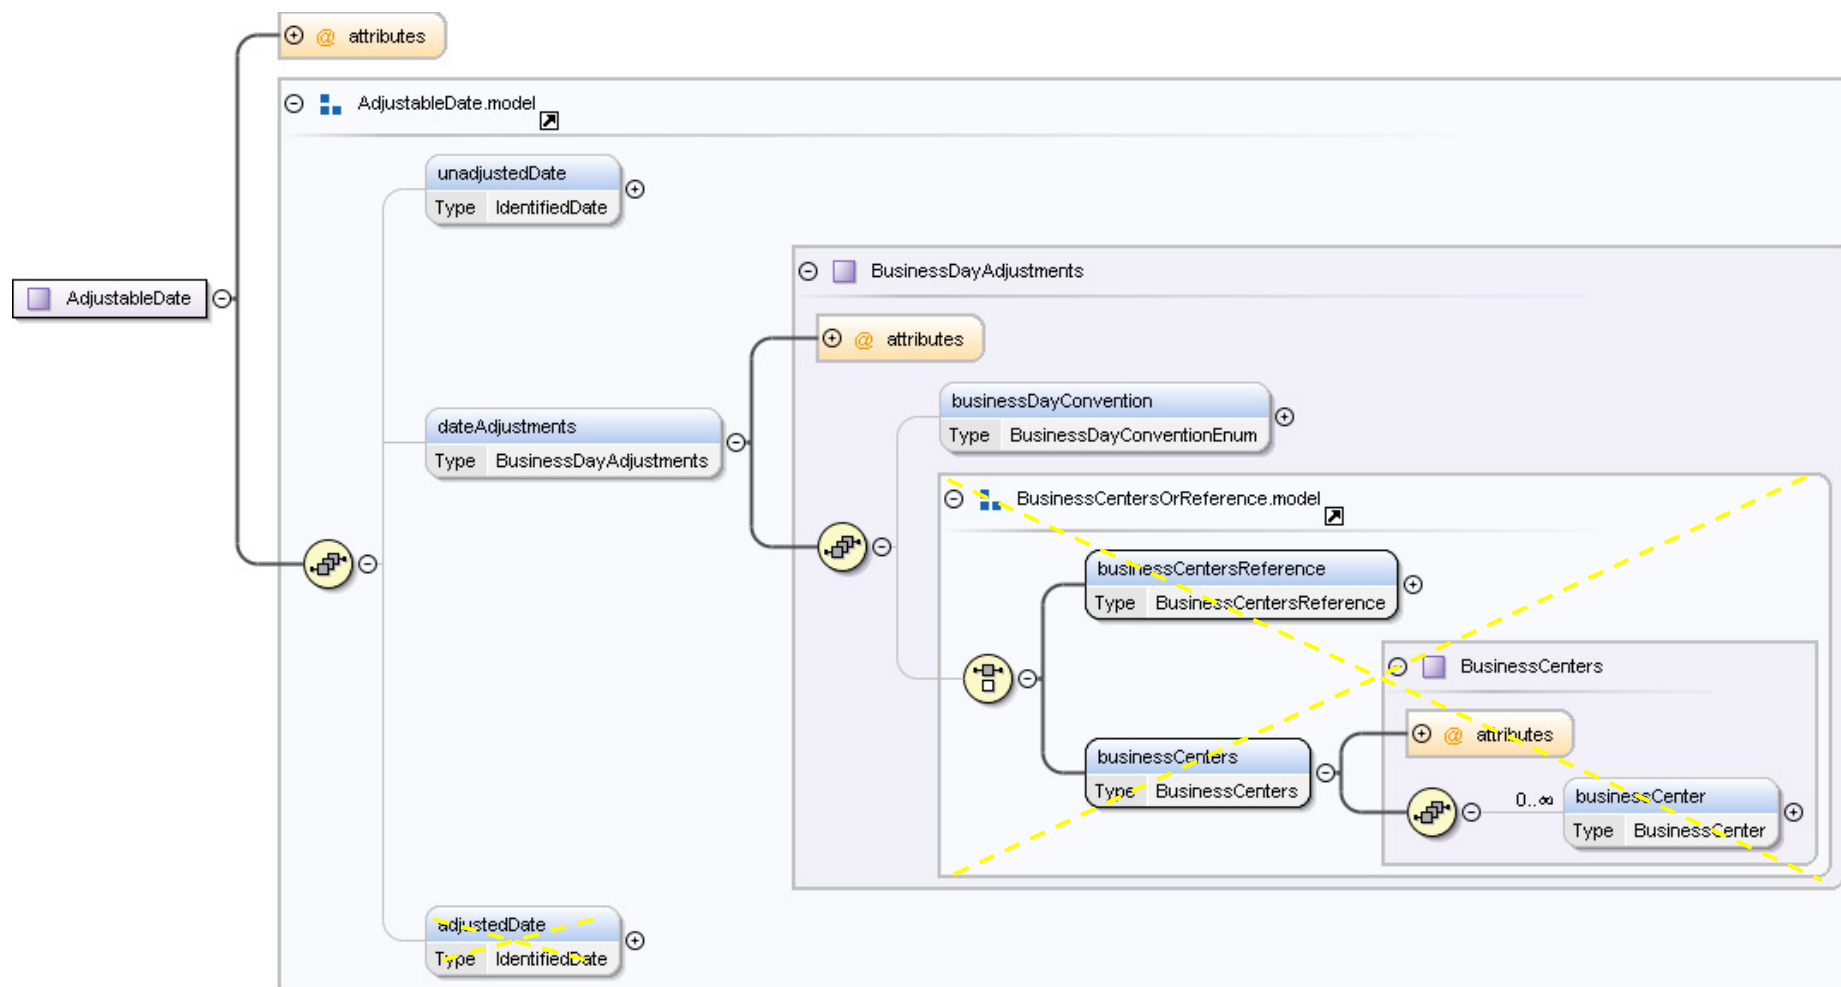 @ attributes
AdjustableDate.model
unadjustedDate
Type IdentifiedDate
AdjustableDate
BusinessDayAdjustments
@ attributes
businessDayConvention
Type BusinessDayConventionEnum
dateAdjustments
Type BusinessDayAdjustments
BusinessCentersOrReference.model
businessCentersReference
Type BusinessCentersReference
BusinessCenters
@ attributes
businessCenters
Type BusinessCenters
0..∞
businessCenter
Type BusinessCenter
adjustedDate
Type IdentifiedDate